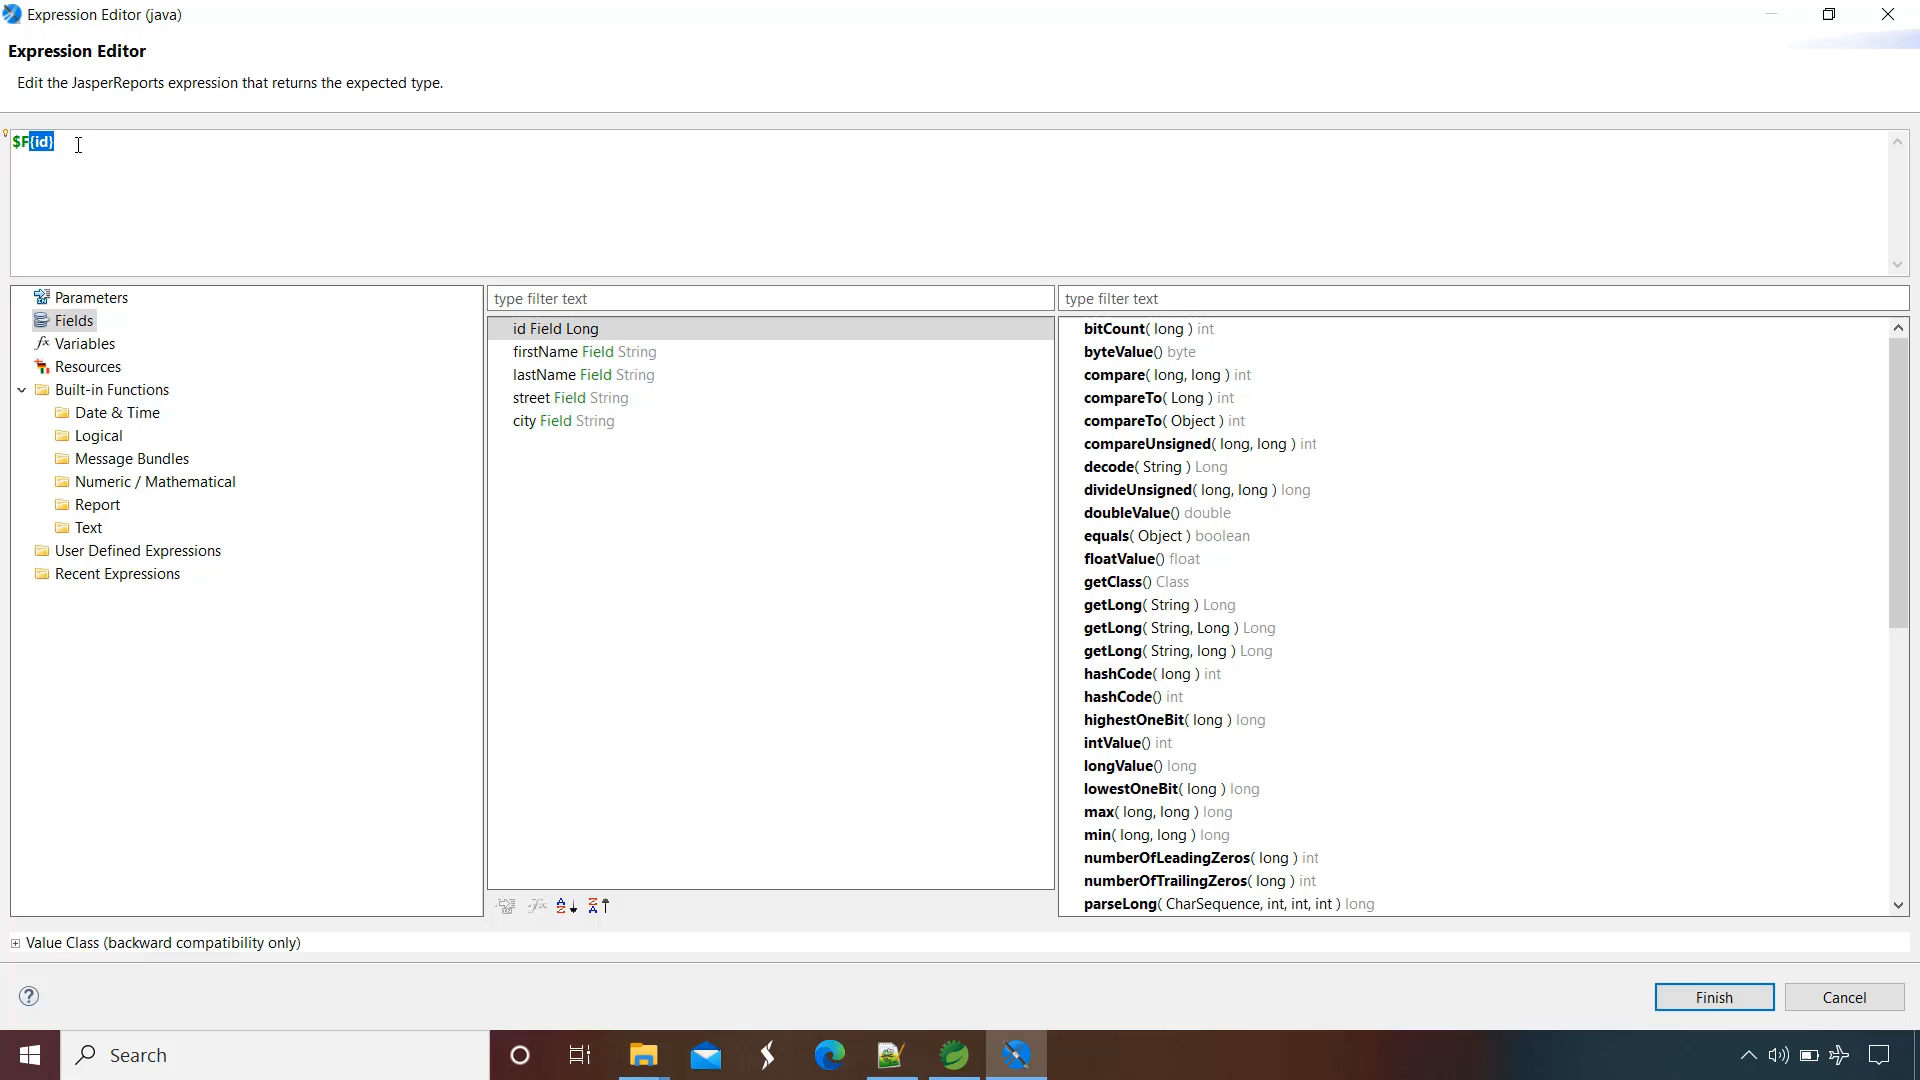 Expression Editor (java)
Expression Editor
Edit the JasperReports expression that returns the expected type.
$F{id}
Parameters
Fields
Variables
Resources
Built-in Functions
Date & Time
Logical
Message Bundles
Numeric / Mathematical
Report
Text
User Defined Expressions
Recent Expressions
type filter text
id Field Long
firstName Field String
lastName Field String
street Field String
city Field String
type filter text
bitCount( long ) int
byteValue() byte
compare( long, long ) int
compareTo( Long ) int
compareTo( Object ) int
compareUnsigned( long, long ) int
decode( String ) Long
divideUnsigned( long, long ) long
doubleValue() double
equals( Object ) boolean
floatValue() float
getClass() Class
getLong( String ) Long
getLong( String, Long ) Long
getLong( String, long ) Long
hashCode( long ) int
hashCode() int
highestOneBit( long ) long
intValue() int
longValue() long
lowestOneBit( long ) long
max( long, long ) long
min( long, long ) long
numberOfLeadingZeros( long ) int
numberOfTrailingZeros( long ) int
parseLong( CharSequence, int, int, int ) long
Value Class (backward compatibility only)
Finish
Cancel
Search